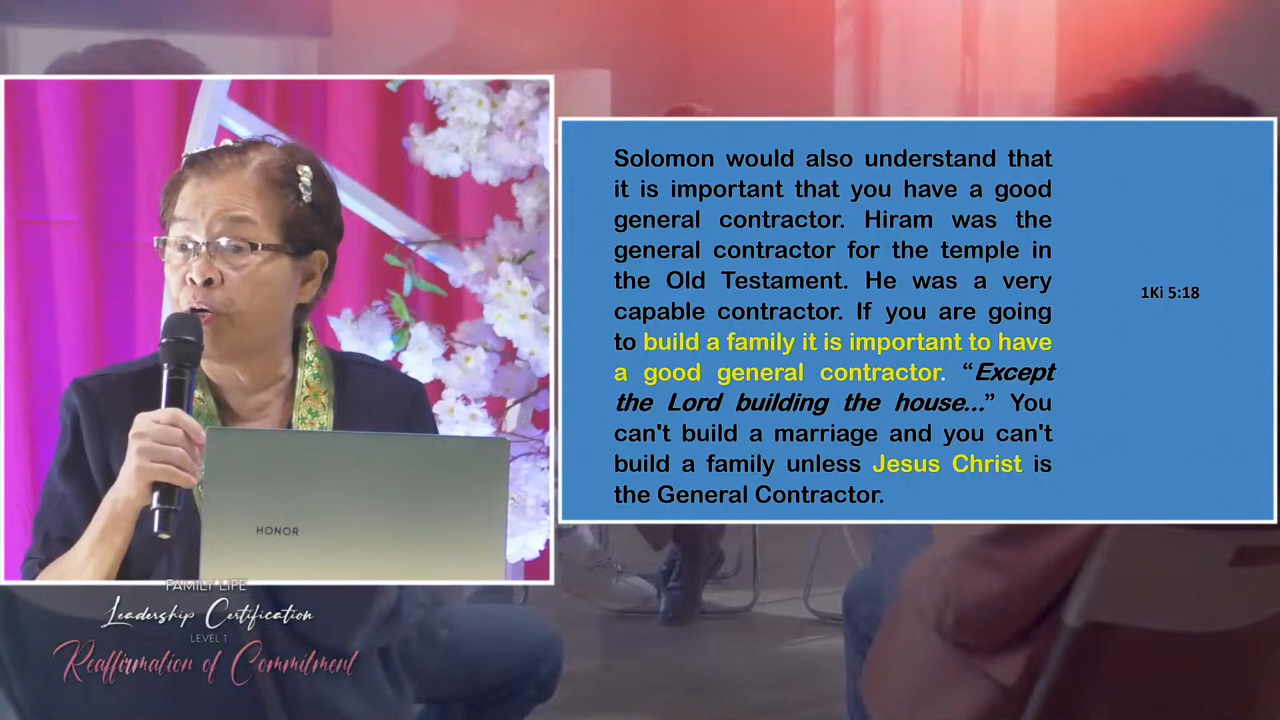 Solomon would also understand that
it is important that you have a good
general contractor. Hiram was the
general contractor for the temple in
the Old Testament. He was a very
capable contractor. If you are going
to build a family it is important to have
a good general contractor. “Except
the Lord building the house...” You
can't build a marriage and you can't
build a family unless Jesus Christ is
the General Contractor.
1Ki 5:18
HONOR
FAMILY LIFE
Leadership Certification
LEVEL 1
Reaffirmation of Commitment